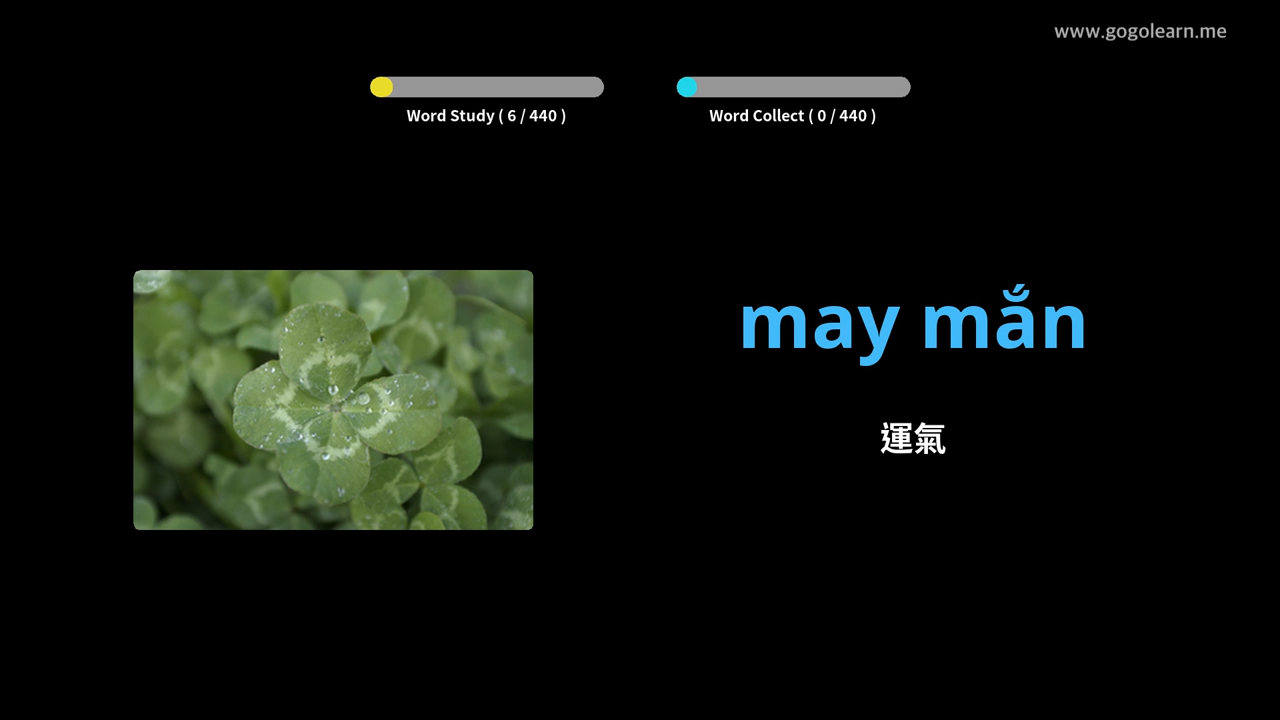 www.gogolearn.me
Word Study ( 6 / 440 )
Word Collect ( 0 / 440 )
may mắn
運氣